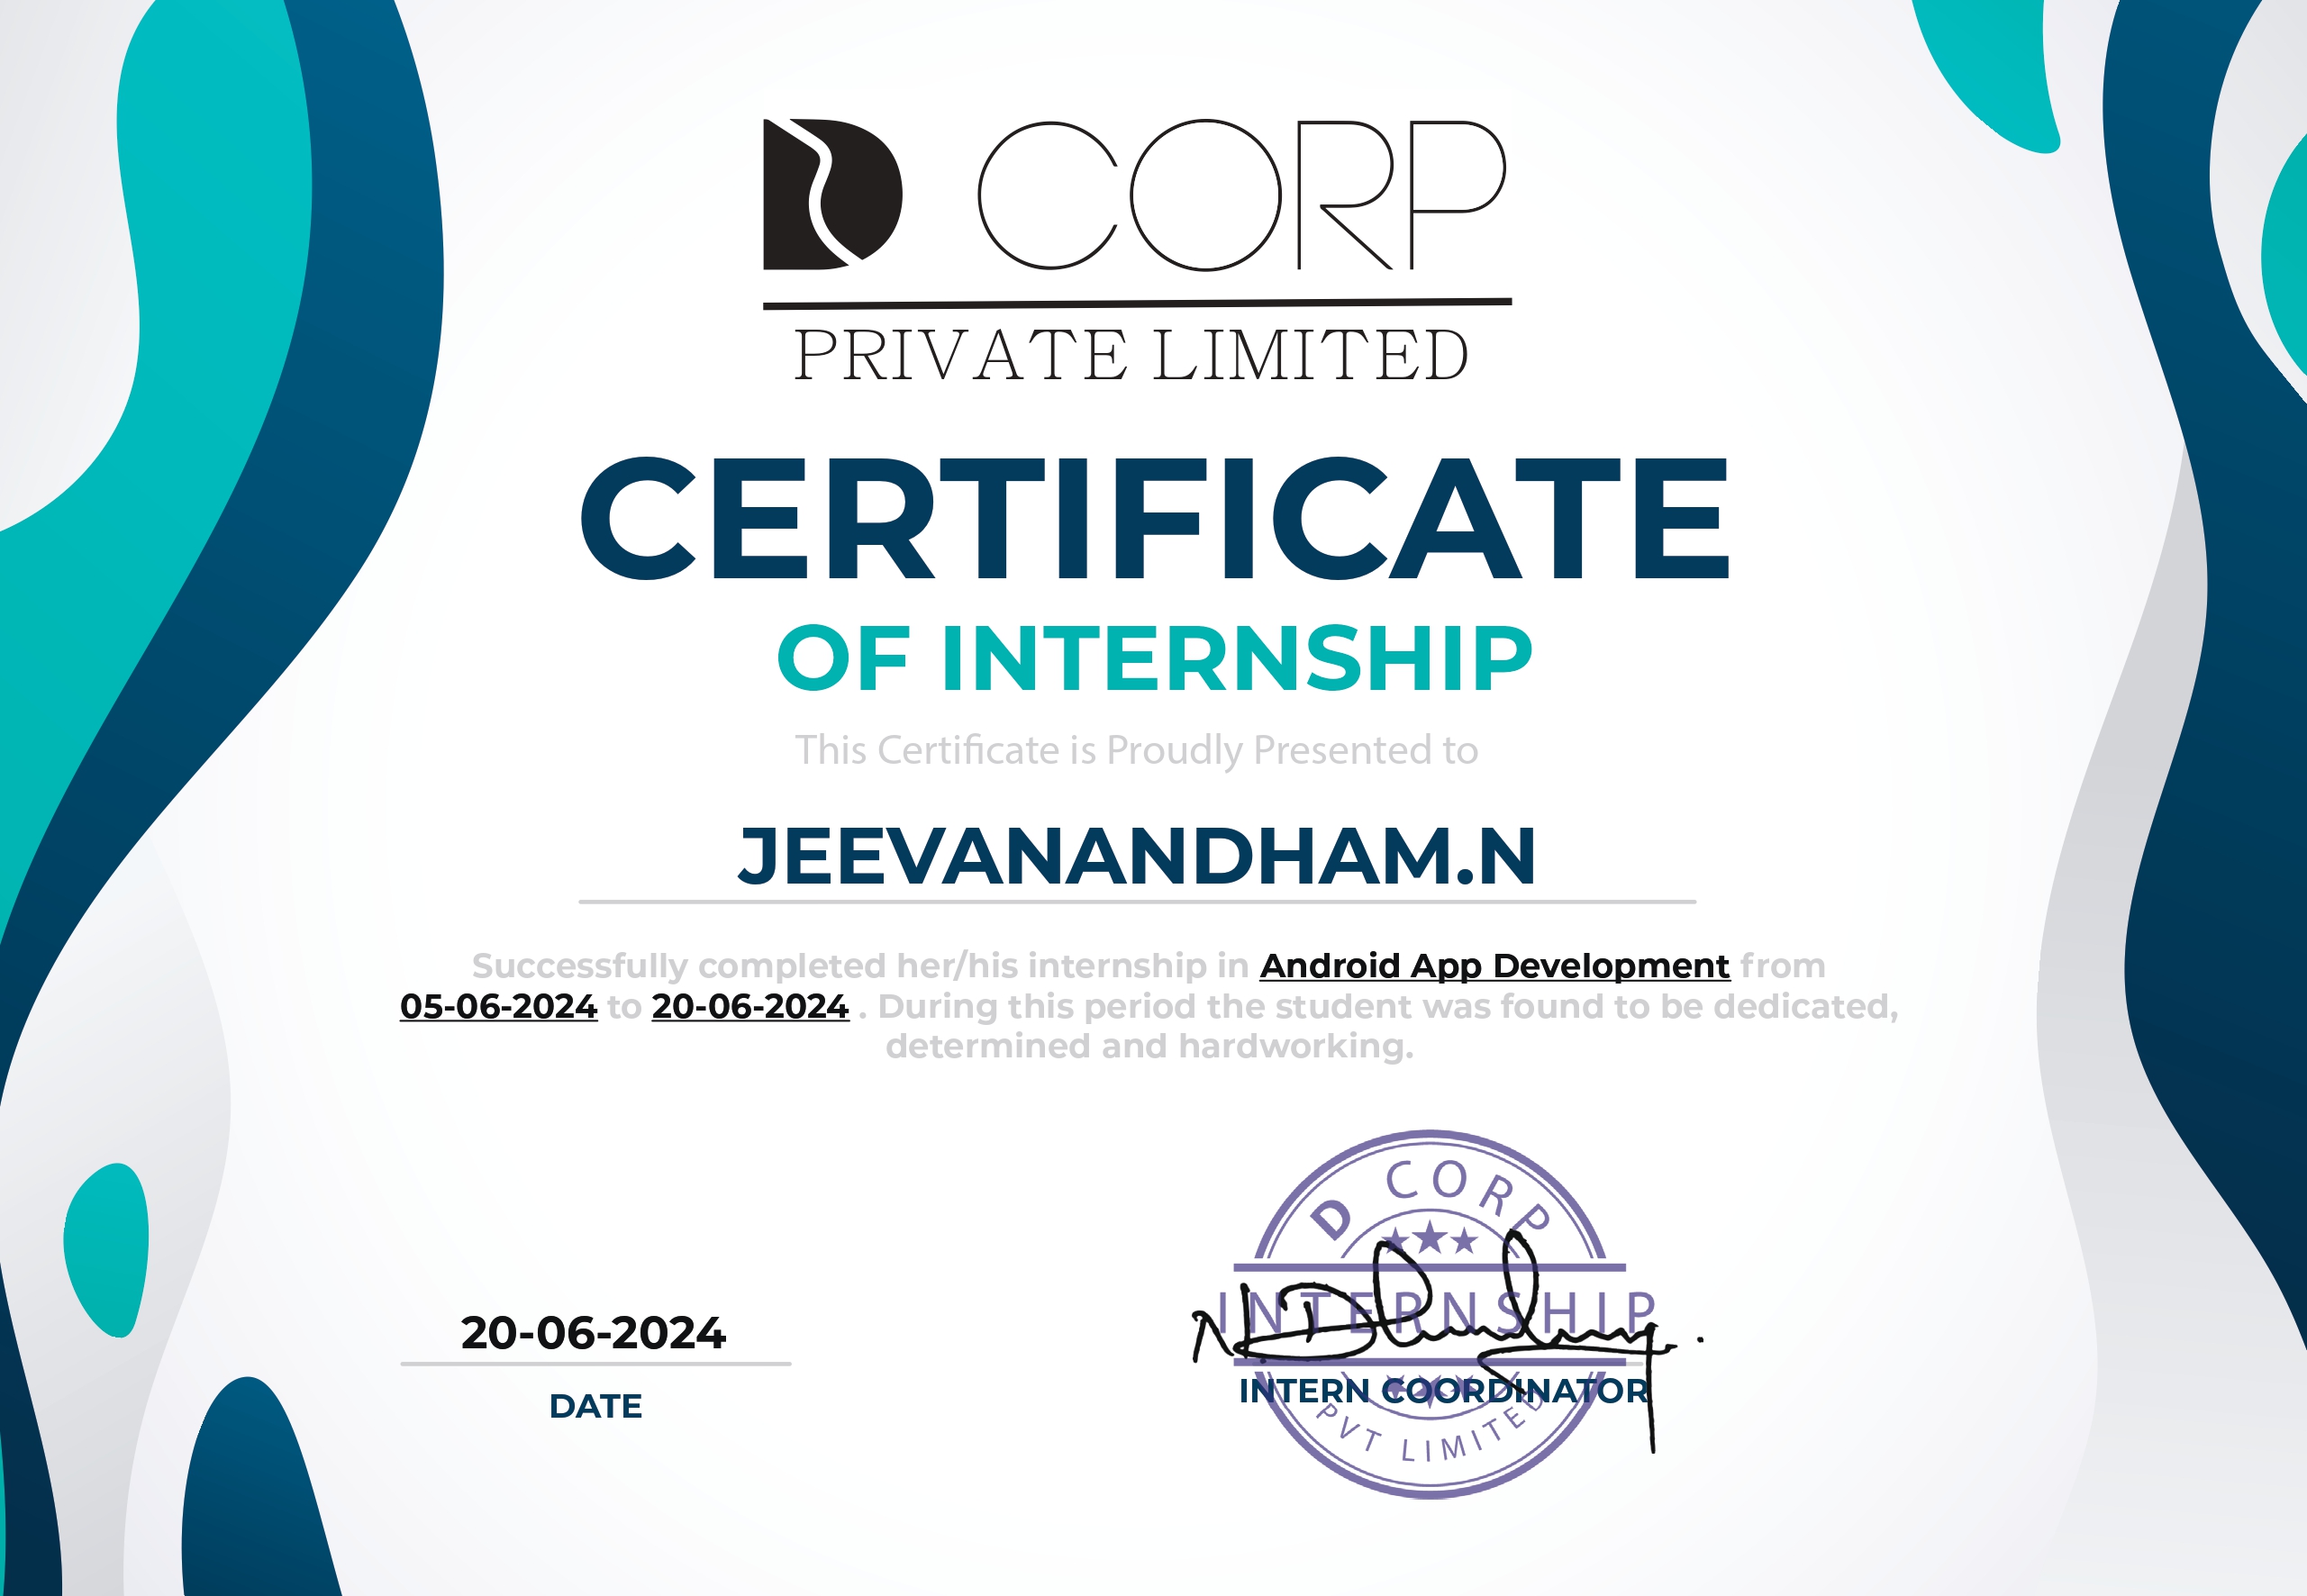 D CORP
PRIVATE LIMITED
CERTIFICATE
OF INTERNSHIP
This Certificate is Proudly Presented to
JEEVANANDHAM.N
Successfully completed her/his internship in Android App Development from
05-06-2024 to 20-06-2024 . During this period the student was found to be dedicated,
determined and hardworking.
20-06-2024
DATE
D CORP
INTERNSHIP
INTERN COORDINATOR
PVT LIMITED